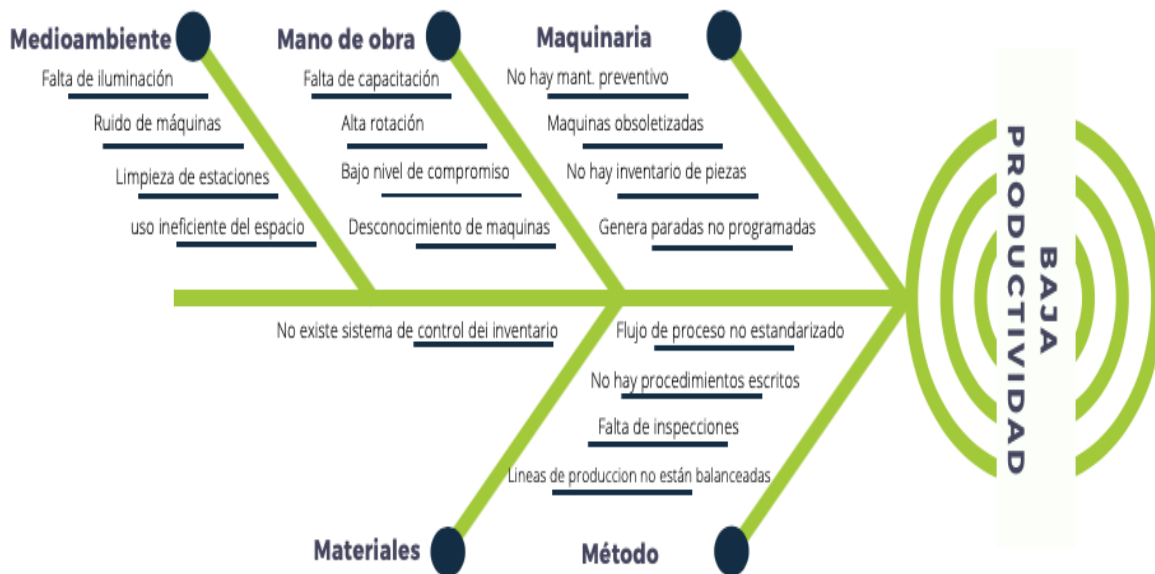 Medioambiente
Falta de iluminación
Ruido de máquinas
Limpieza de estaciones
uso ineficiente del espacio
Mano de obra
Falta de capacitación
Alta rotación
Bajo nivel de compromiso
Desconocimiento de maquinas
Maquinaria
No hay mant. preventivo
Maquinas obsoletizadas
No hay inventario de piezas
Genera paradas no programadas
No existe sistema de control del inventario
Materiales
Flujo de proceso no estandarizado
No hay procedimientos escritos
Falta de inspecciones
Líneas de produccion no están balanceadas
Método
BAJA
PRODUCTIVIDAD